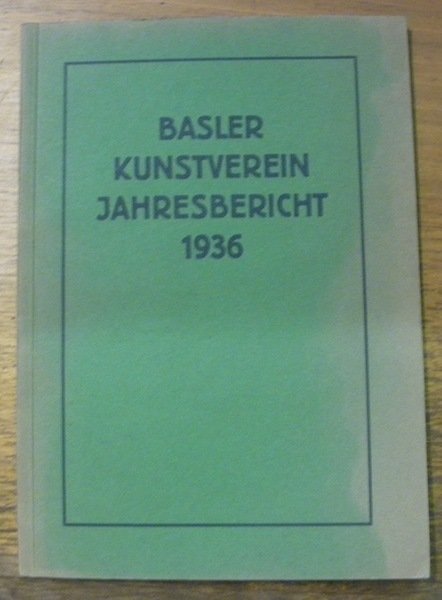 BASLER
KUNSTVEREIN
JAHRESBERICHT
1936